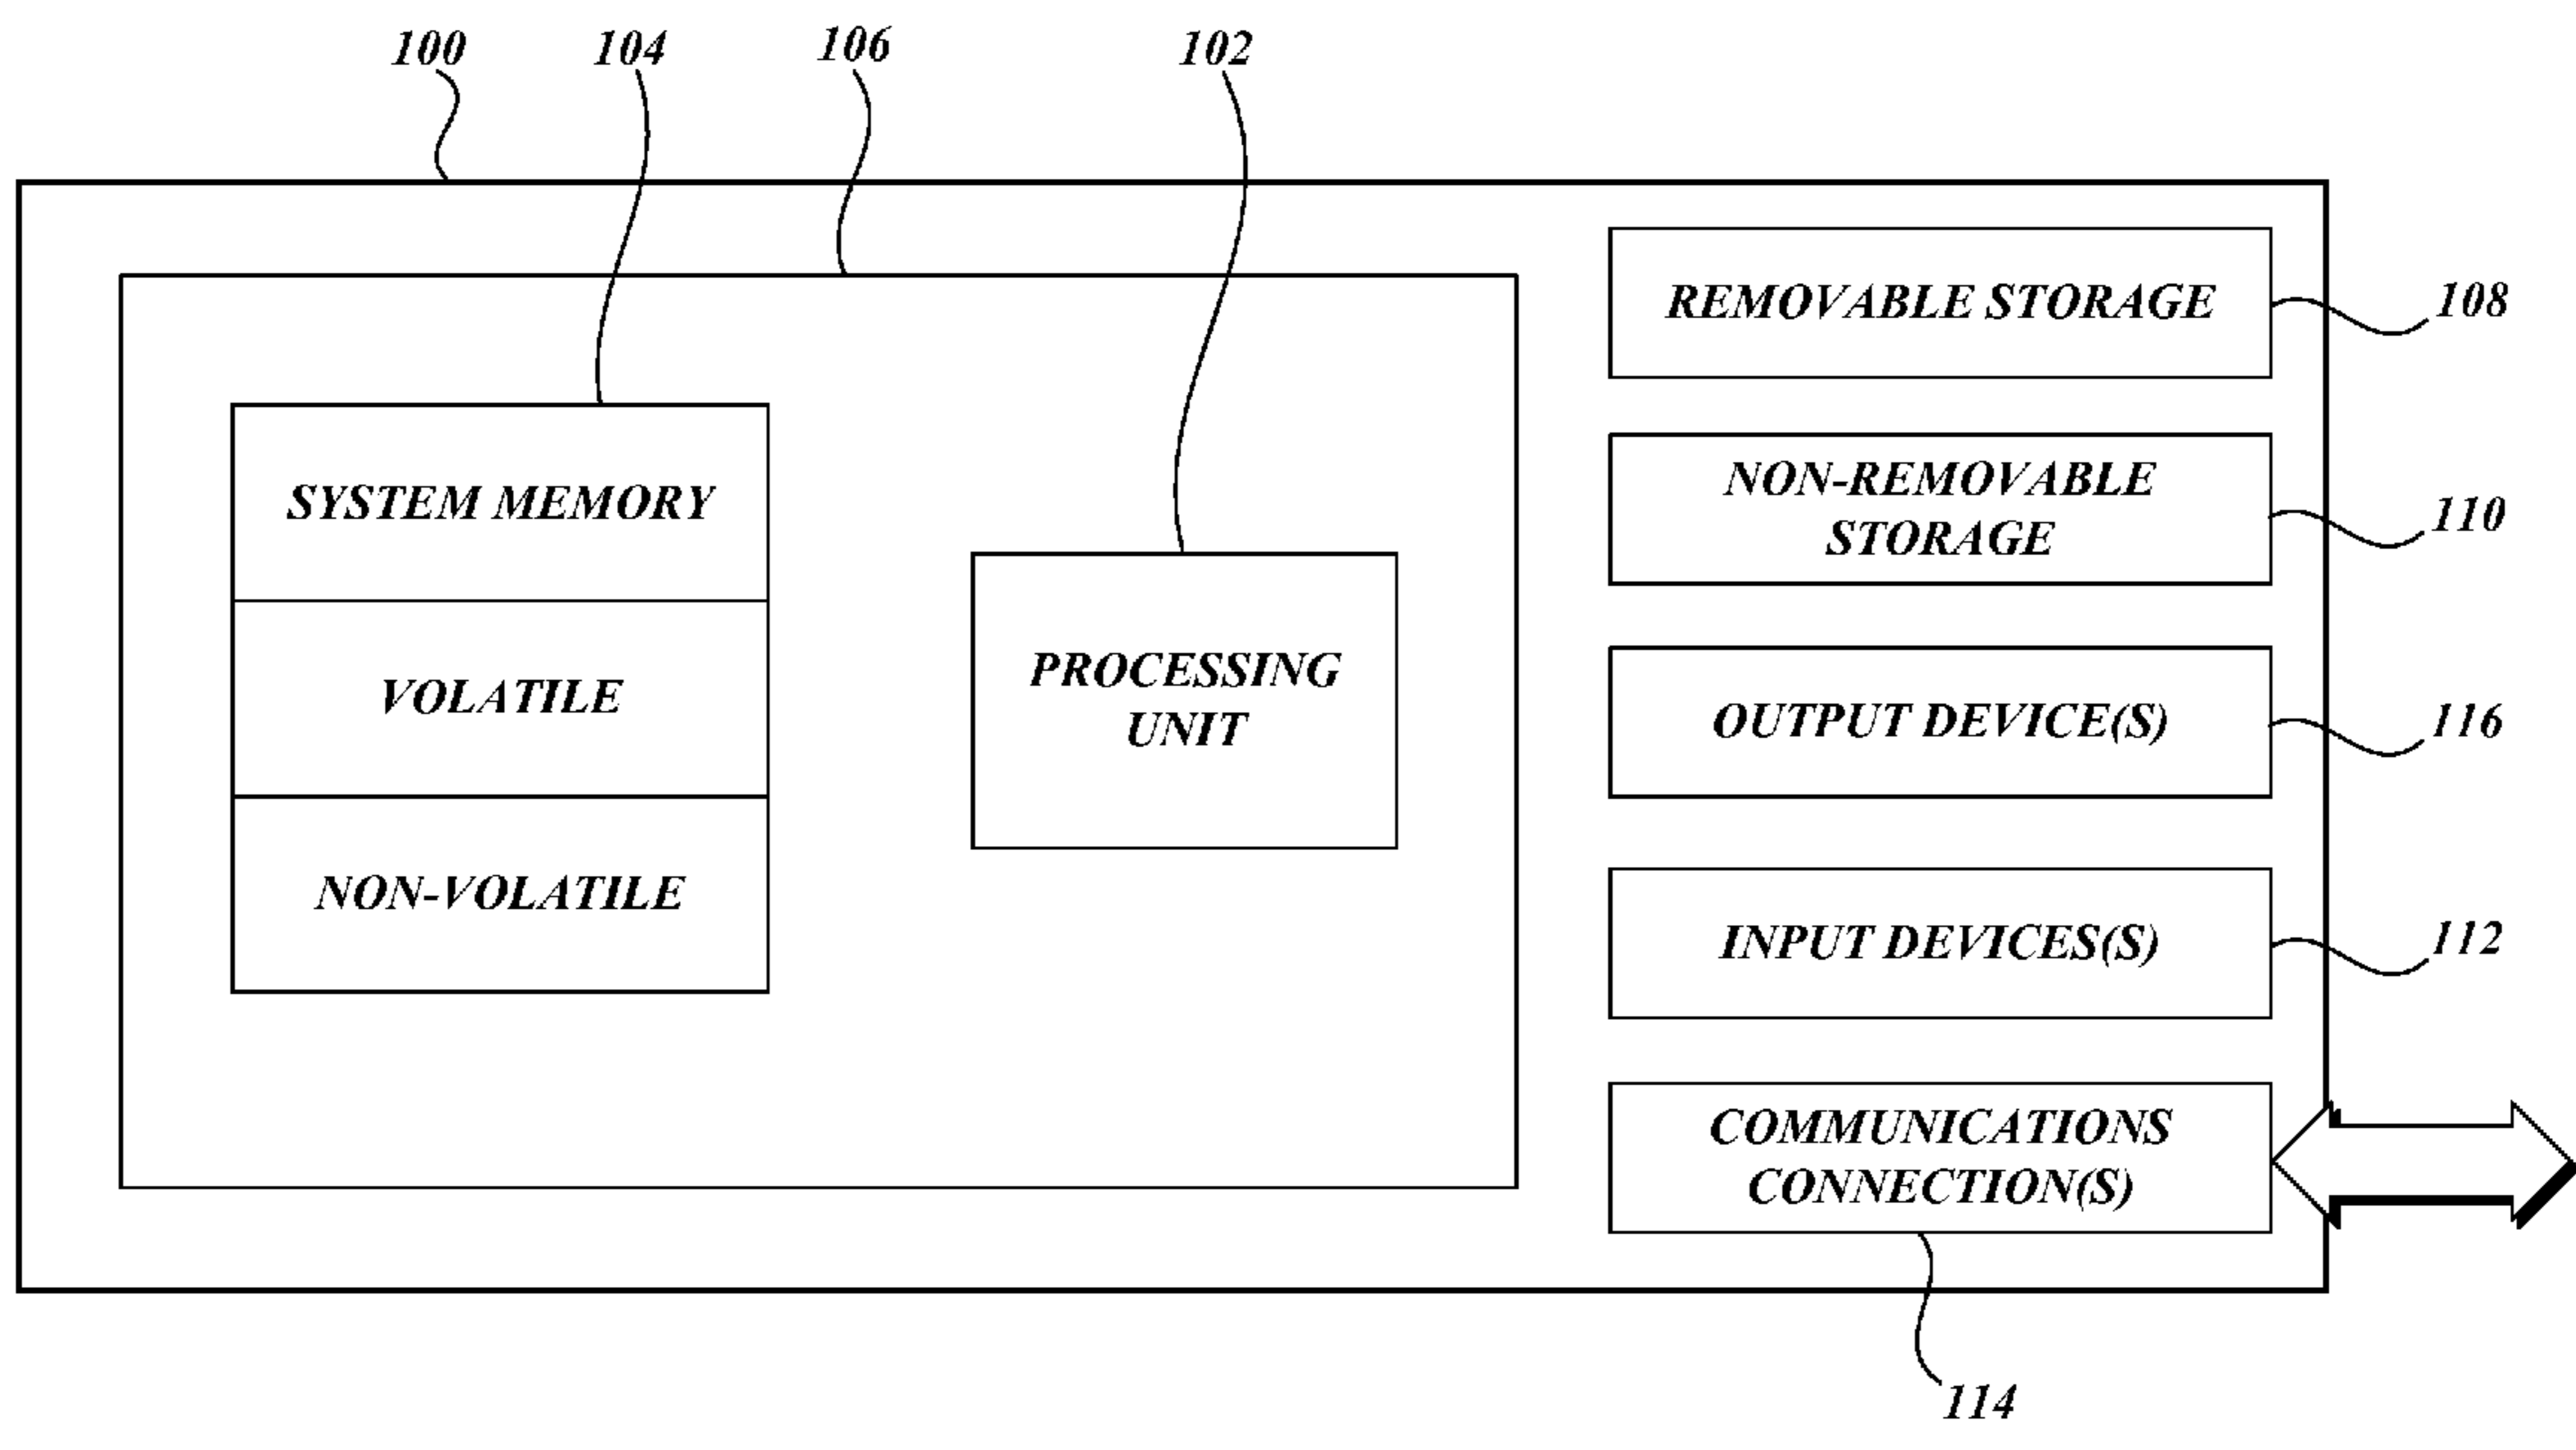 100
104
106
102
REMOVABLE STORAGE
108
NON-REMOVABLE
STORAGE
110
SYSTEM MEMORY
VOLATILE
NON-VOLATILE
PROCESSING
UNIT
OUTPUT DEVICE(S)
116
INPUT DEVICES(S)
112
COMMUNICATIONS
CONNECTION(S)
114